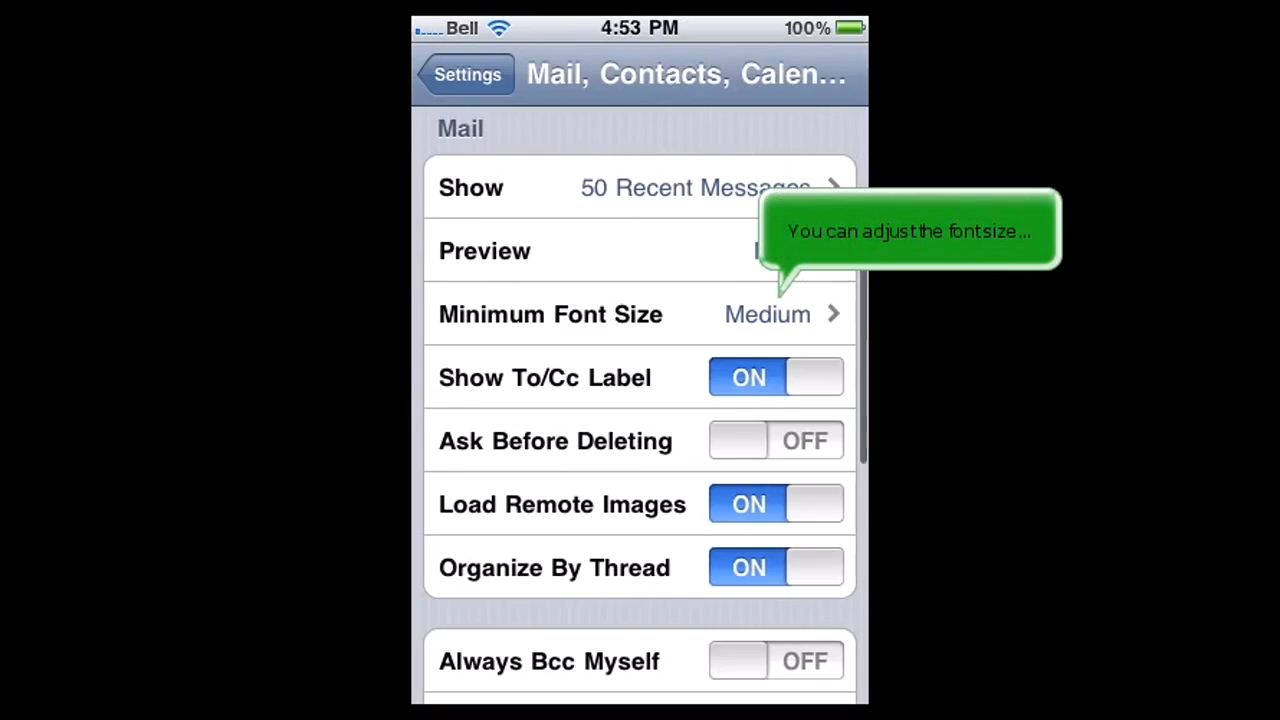 Bell 4:53 PM 100%
Settings Mail, Contacts, Calen...
Mail
Show 50 Recent Messages
You can adjust the font size...
Preview
Minimum Font Size Medium
Show To/Cc Label ON
Ask Before Deleting OFF
Load Remote Images ON
Organize By Thread ON
Always Bcc Myself OFF